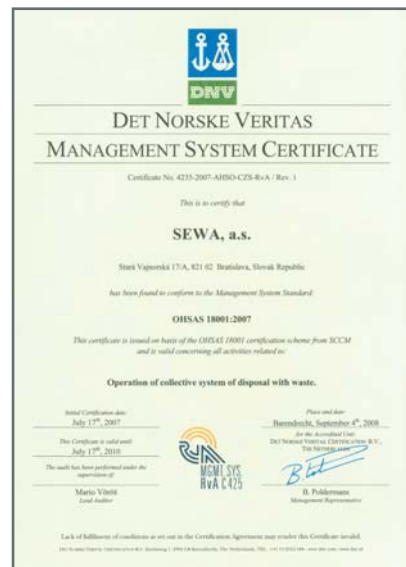 DNV
DET NORSKE VERITAS
MANAGEMENT SYSTEM CERTIFICATE
Certificate No. 4235-2007-AHSO-CZS-RvA / Rev. 1
This is to certify that
SEWA, a.s.
Stará Vajnorská 17/A, 821 02 Bratislava, Slovak Republic
has been found to conform to the Management System Standard:
OHSAS 18001:2007
This certificate is issued on basis of the OHSAS 18001 certification scheme from SCCM
and is valid concerning all activities related to:
Operation of collective system of disposal with waste.
Initial Certification date:
July 17th, 2007
This Certificate is valid until:
July 17th, 2010
The audit has been performed under the
supervision of:
Mario Vöröš
Lead Auditor
RVA
MGMT. SYS.
RvA C 425
Place and date:
Barendrecht, September 4th, 2008
for the Accredited Unit:
DET NORSKE VERITAS CERTIFICATION B.V.,
THE NETHERLANDS
B. Poldermans
Management Representative
Lack of fulfilment of conditions as set out in the Certification Agreement may render this Certificate invalid.